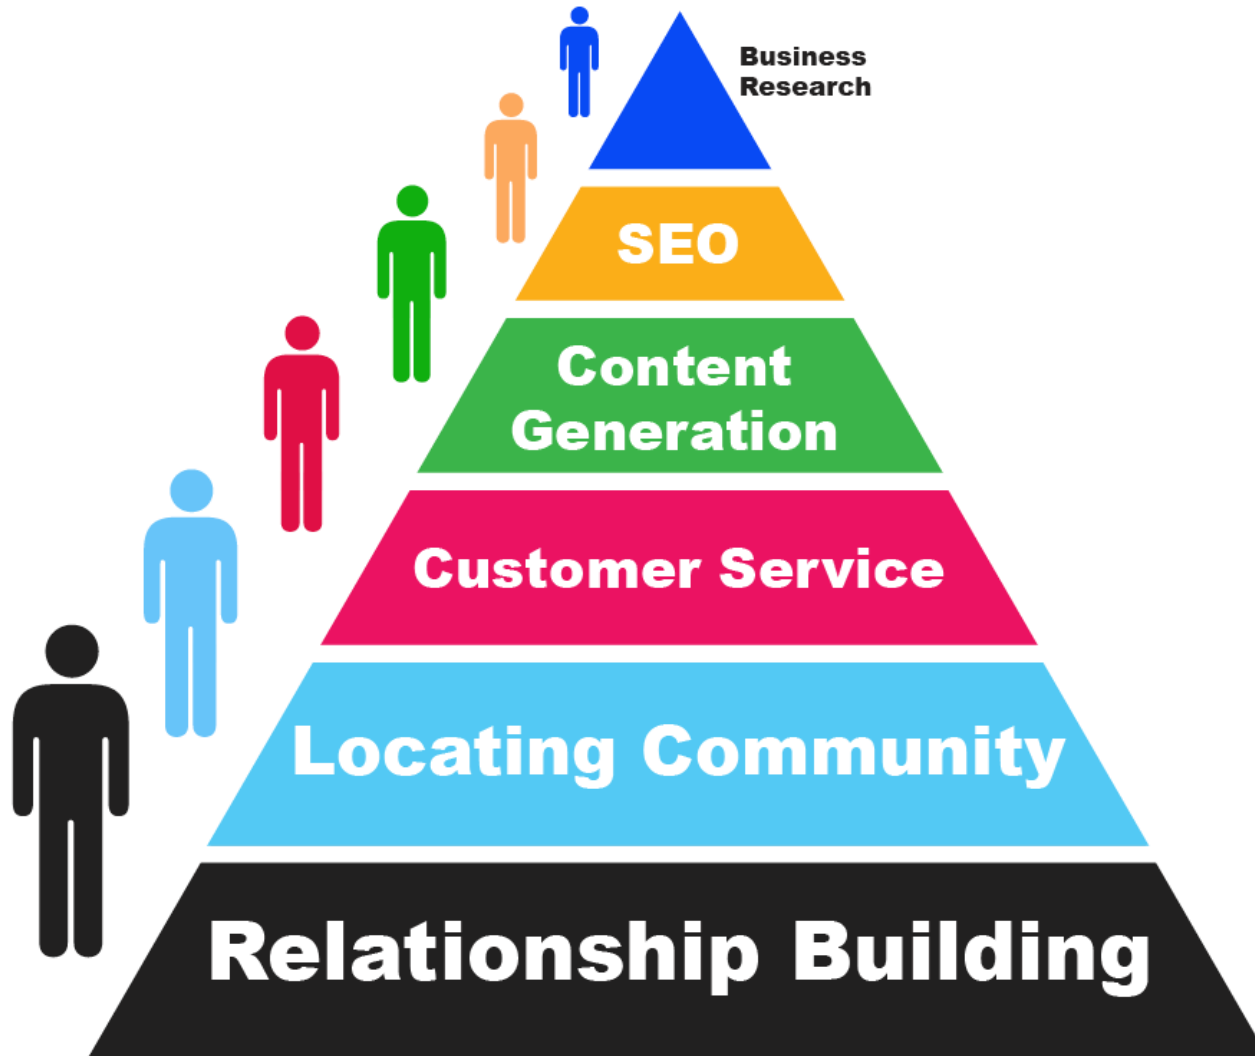 Business
Research
SEO
Content
Generation
Customer Service
Locating Community
Relationship Building